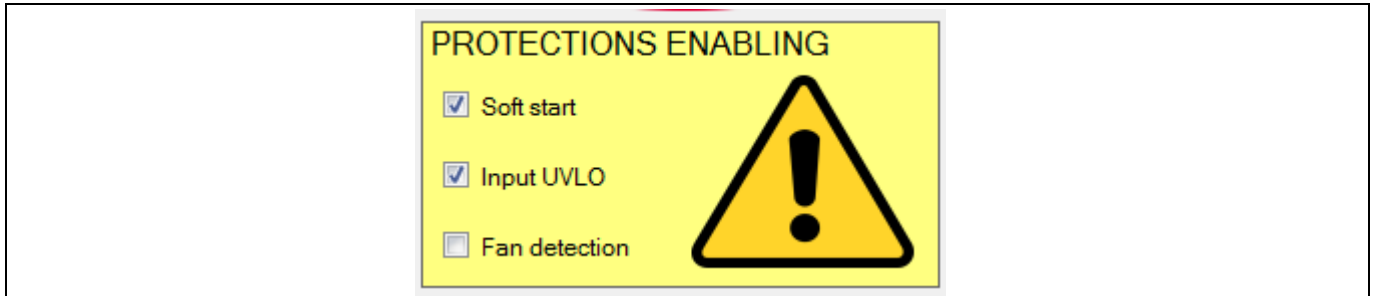 PROTECTIONS ENABLING
Soft start
Input UVLO
Fan detection